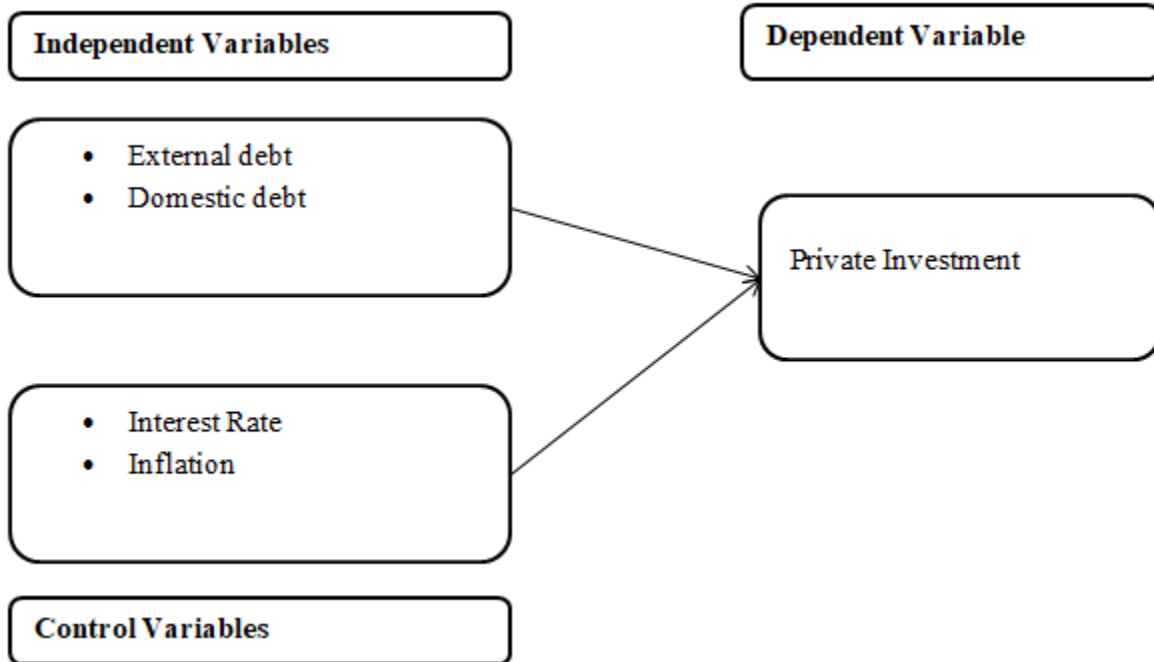 Independent Variables
Dependent Variable
• External debt
• Domestic debt
Private Investment
• Interest Rate
• Inflation
Control Variables